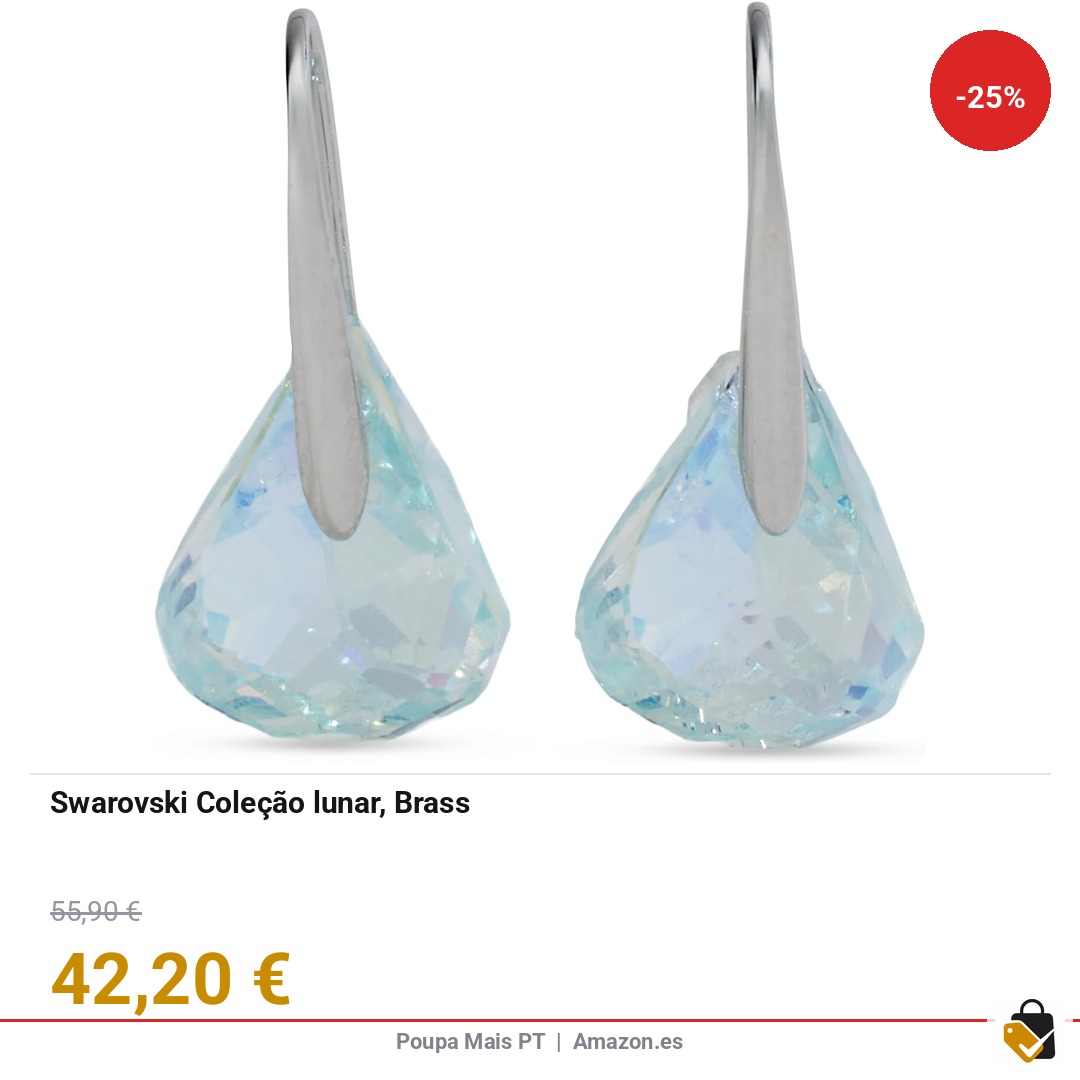 -25%
Swarovski Coleção lunar, Brass
55,90 €
42,20 €
Poupa Mais PT | Amazon.es